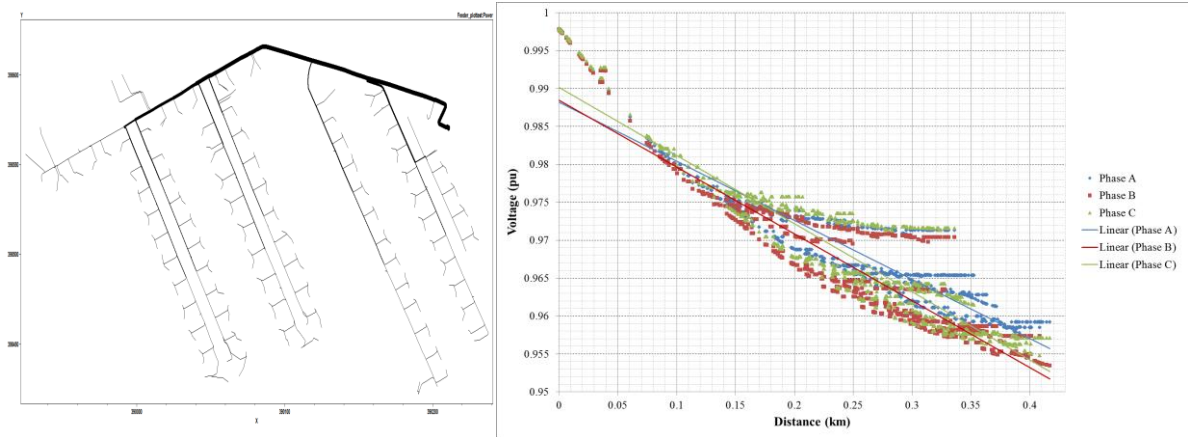 Y
X
1
0.995
0.99
0.985
0.98
0.975
0.97
0.965
0.96
0.955
0.95
Voltage (pu)
0 0.05 0.1 0.15 0.2 0.25 0.3 0.35 0.4
Distance (km)
Phase A
Phase B
Phase C
Linear (Phase A)
Linear (Phase B)
Linear (Phase C)